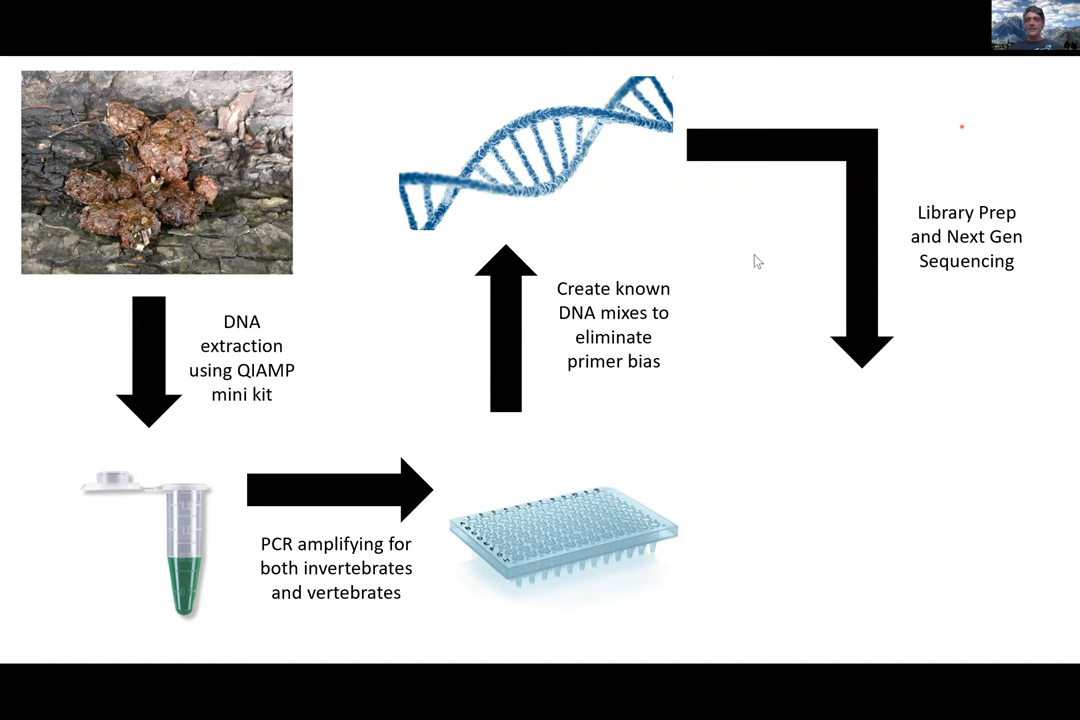 DNA
extraction
using QIAMP
mini kit
PCR amplifying for
both invertebrates
and vertebrates
Create known
DNA mixes to
eliminate
primer bias
Library Prep
and Next Gen
Sequencing